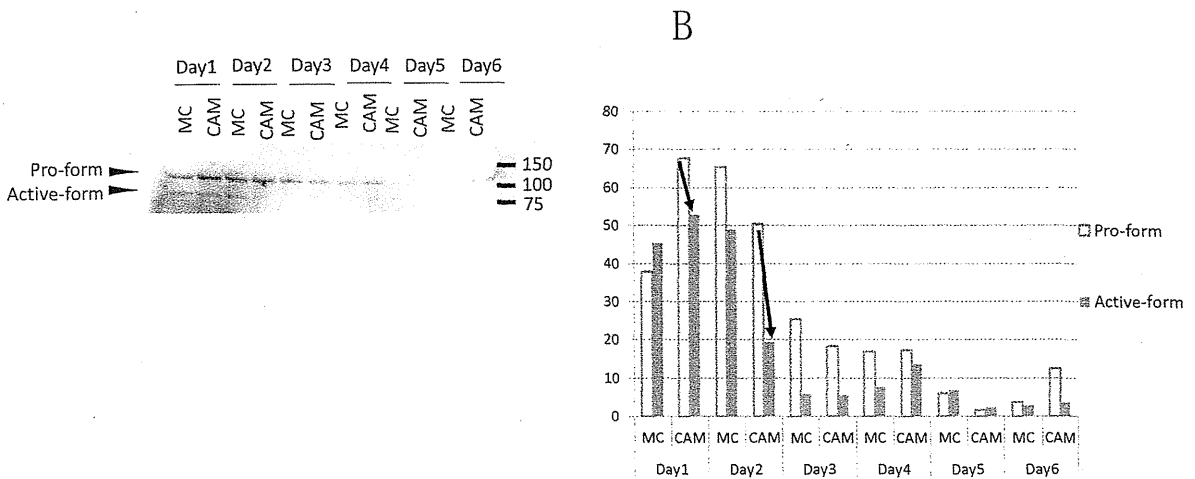 B
Day1 Day2 Day3 Day4 Day5 Day6
MC CAM MC CAM MC CAM MC CAM MC CAM MC CAM
Pro-form
Active-form
150
100
75
80
70
60
50
40
30
20
10
0
Pro-form
Active-form
MC CAM MC CAM MC CAM MC CAM MC CAM MC CAM
Day1 Day2 Day3 Day4 Day5 Day6